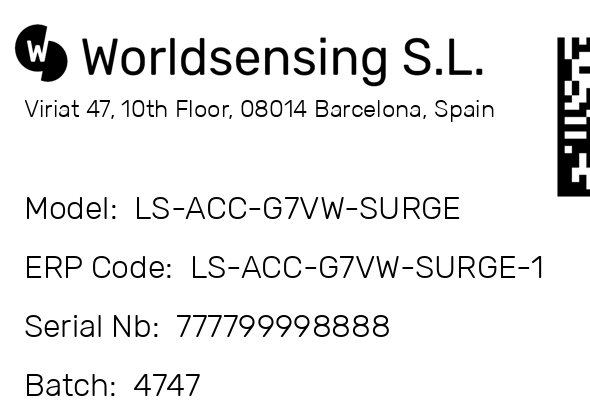 W Worldsensing S.L.
Viriat 47, 10th Floor, 08014 Barcelona, Spain
Model: LS-ACC-G7VW-SURGE
ERP Code: LS-ACC-G7VW-SURGE-1
Serial Nb: 777799998888
Batch: 4747